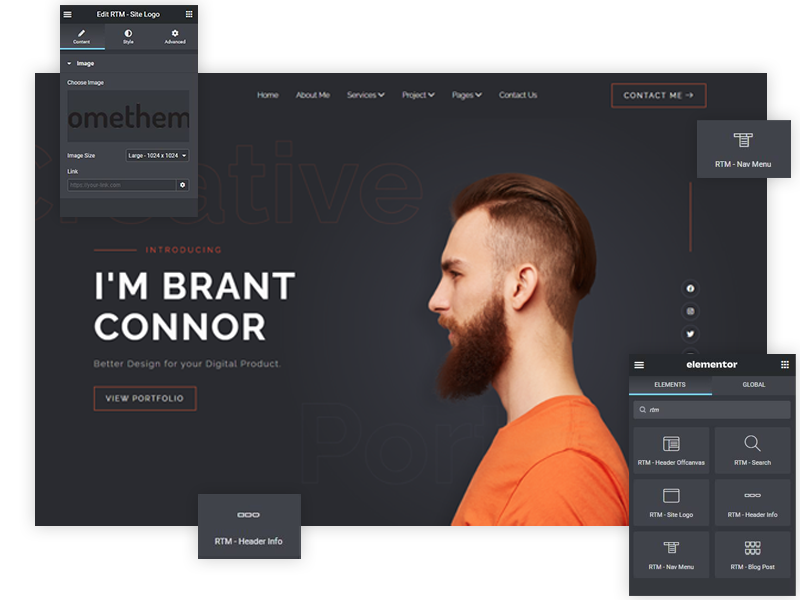 Edit RTM - Site Logo
Content
Style
Advanced
Image
Choose Image
omethem
Image Size
Large - 1024 x 1024
Link
https://your-link.com
Home
About Me
Services
Project
Pages
Contact Us
CONTACT ME
RTM - Nav Menu
Creative
INTRODUCING
I'M BRANT
CONNOR
Better Design for your Digital Product.
VIEW PORTFOLIO
Por
RTM - Header Info
elementor
ELEMENTS
GLOBAL
rtm
RTM - Header Offcanvas
RTM - Search
RTM - Site Logo
RTM - Header Info
RTM - Nav Menu
RTM - Blog Post